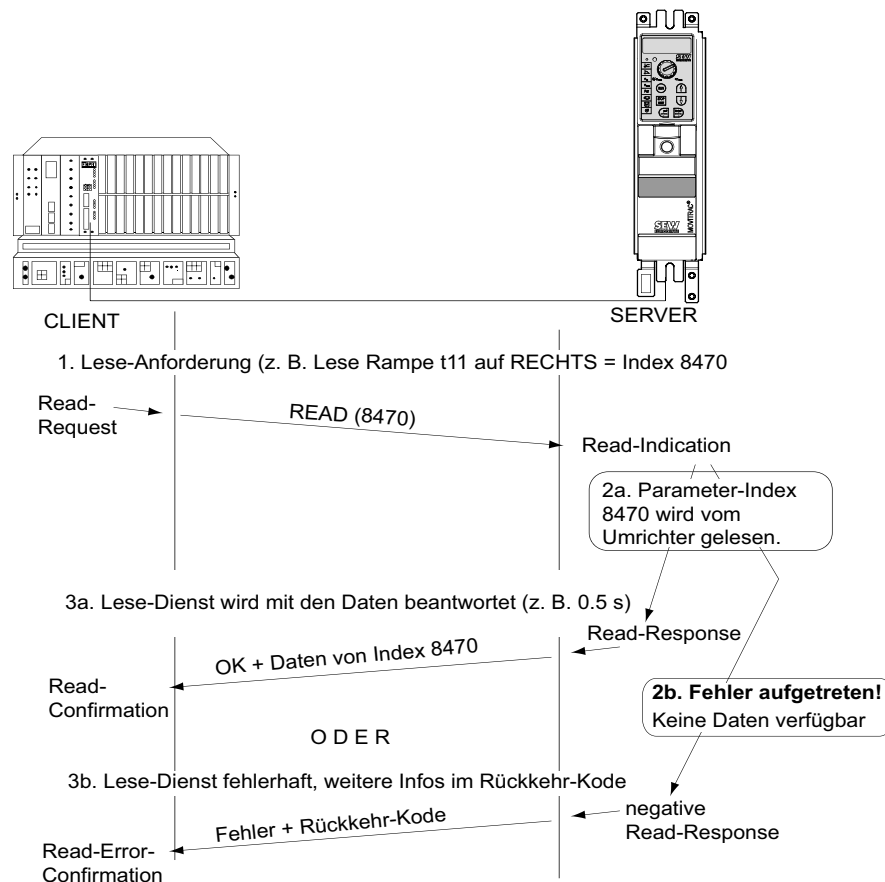 SEW
MOVITRAC®
CLIENT
SERVER
1. Lese-Anforderung (z. B. Lese Rampe t11 auf RECHTS = Index 8470
Read-
Request
READ (8470)
Read-Indication
2a. Parameter-Index
8470 wird vom
Umrichter gelesen.
3a. Lese-Dienst wird mit den Daten beantwortet (z. B. 0.5 s)
Read-Response
OK + Daten von Index 8470
Read-
Confirmation
2b. Fehler aufgetreten!
Keine Daten verfügbar
O D E R
3b. Lese-Dienst fehlerhaft, weitere Infos im Rückkehr-Kode
negative
Read-Response
Fehler + Rückkehr-Kode
Read-Error-
Confirmation